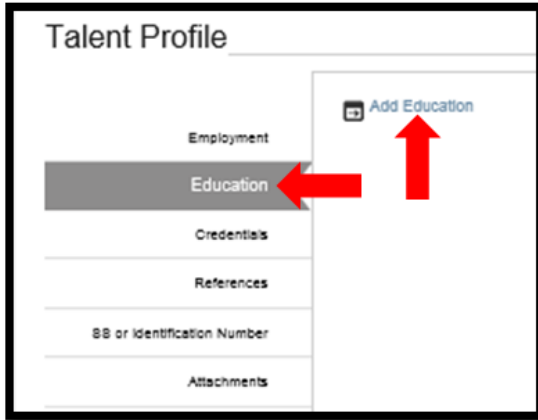 Talent Profile
Add Education
Employment
Education
Credentials
References
SS or Identification Number
Attachments